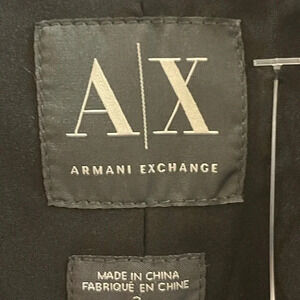 A|X
ARMANI EXCHANGE
MADE IN CHINA
FABRIQUÉ EN CHINE